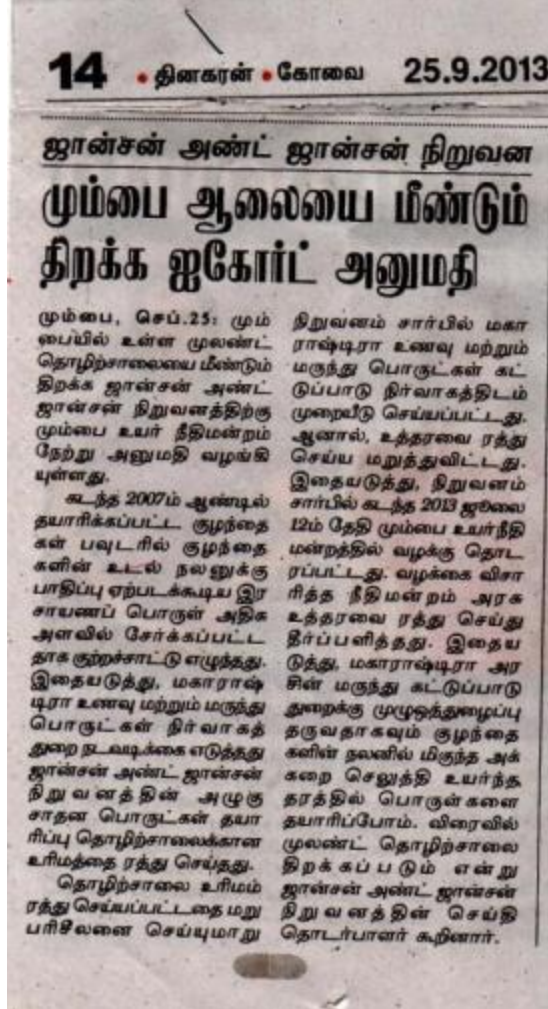 14 • தினகரன் • கோவை 25.9.2013
ஜான்சன் அண்ட் ஜான்சன் நிறுவன
மும்பை ஆலையை மீண்டும்
திறக்க ஐகோர்ட் அனுமதி
மும்பை, செப்.25: மும்
பையில் உள்ள முலண்ட்
தொழிற்சாலையை மீண்டும்
திறக்க ஜான்சன் அண்ட்
ஜான்சன் நிறுவனத்திற்கு
மும்பை உயர் நீதிமன்றம்
நேற்று அனுமதி வழங்கி
யுள்ளது.
கடந்த 2007ம் ஆண்டில்
தயாரிக்கப்பட்ட குழந்தை
கள் பவுடரில் குழந்தை
களின் உடல் நலனுக்கு
பாதிப்பு ஏற்படக்கூடிய இர
சாயணப் பொருள் அதிக
அளவில் சேர்க்கப்பட்ட
தாக குற்றச்சாட்டு எழுந்தது.
இதையடுத்து, மகாராஷ்
டிரா உணவு மற்றும் மருந்து
பொருட்கள் நிர்வாகத்
துறை நடவடிக்கை எடுத்தது
ஜான்சன் அண்ட் ஜான்சன்
நிறுவனத்தின் அழகு
சாதன பொருட்கள் தயா
ரிப்பு தொழிற்சாலைக்கான
உரிமத்தை ரத்து செய்தது.
தொழிற்சாலை உரிமம்
ரத்து செய்யப்பட்டதை மறு
பரிசீலனை செய்யுமாறு
நிறுவனம் சார்பில் மகா
ராஷ்டிரா உணவு மற்றும்
மருந்து பொருட்கள் கட்
டுப்பாடு நிர்வாகத்திடம்
முறையீடு செய்யப்பட்டது.
ஆனால், உத்தரவை ரத்து
செய்ய மறுத்துவிட்டது.
இதையடுத்து, நிறுவனம்
சார்பில் கடந்த 2013 ஜூலை
12ம் தேதி மும்பை உயர்நீதி
மன்றத்தில் வழக்கு தொட
ரப்பட்டது. வழக்கை விசா
ரித்த நீதிமன்றம் அரசு
உத்தரவை ரத்து செய்து
தீர்ப்பளித்தது. இதைய
டுத்து, மகாராஷ்டிரா அர
சின் மருந்து கட்டுப்பாடு
துறைக்கு முழுஒத்துழைப்பு
தருவதாகவும் குழந்தை
களின் நலனில் மிகுந்த அக்
கறை செலுத்தி உயர்ந்த
தரத்தில் பொருள்களை
தயாரிப்போம். விரைவில்
முலண்ட் தொழிற்சாலை
திறக்கப்படும் என்று
ஜான்சன் அண்ட் ஜான்சன்
நிறுவனத்தின் செய்தி
தொடர்பாளர் கூறினார்.